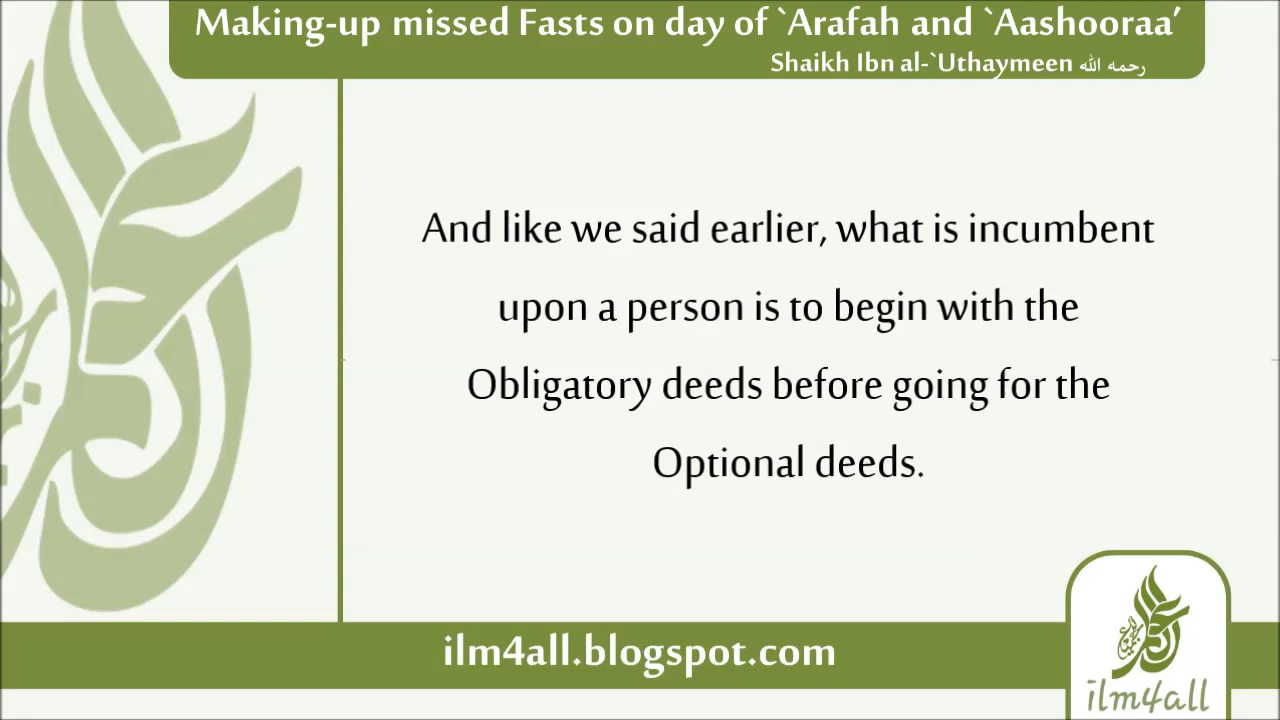 Making-up missed Fasts on day of `Arafah and `Aashooraa’
Shaikh Ibn al-`Uthaymeen رحمه الله
And like we said earlier, what is incumbent
upon a person is to begin with the
Obligatory deeds before going for the
Optional deeds.
ilm4all.blogspot.com
ilm4all